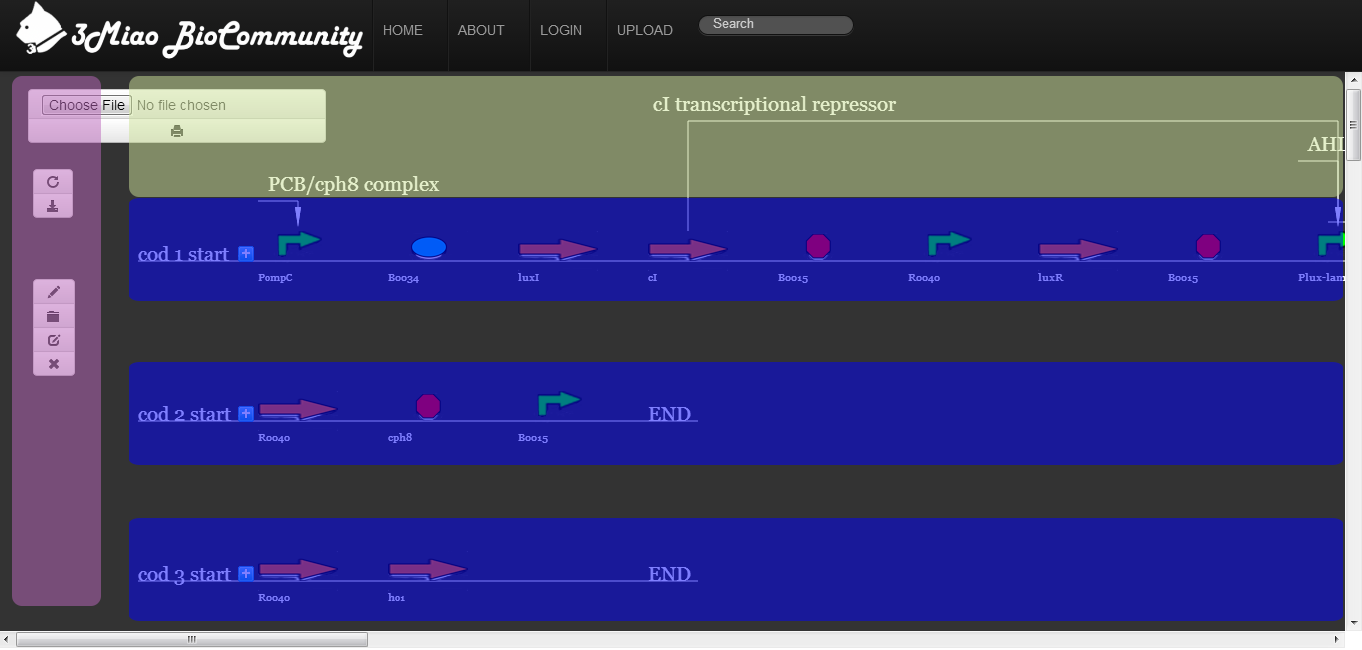 3Miao BioCommunity
HOME ABOUT LOGIN UPLOAD Search
Choose File No file chosen
cI transcriptional repressor
AHL
PCB/cph8 complex
cod 1 start
PompC B0034 luxI cI B0015 R0040 luxR B0015 Plux-lam
cod 2 start END
R0040 cph8 B0015
cod 3 start END
R0040 ho1